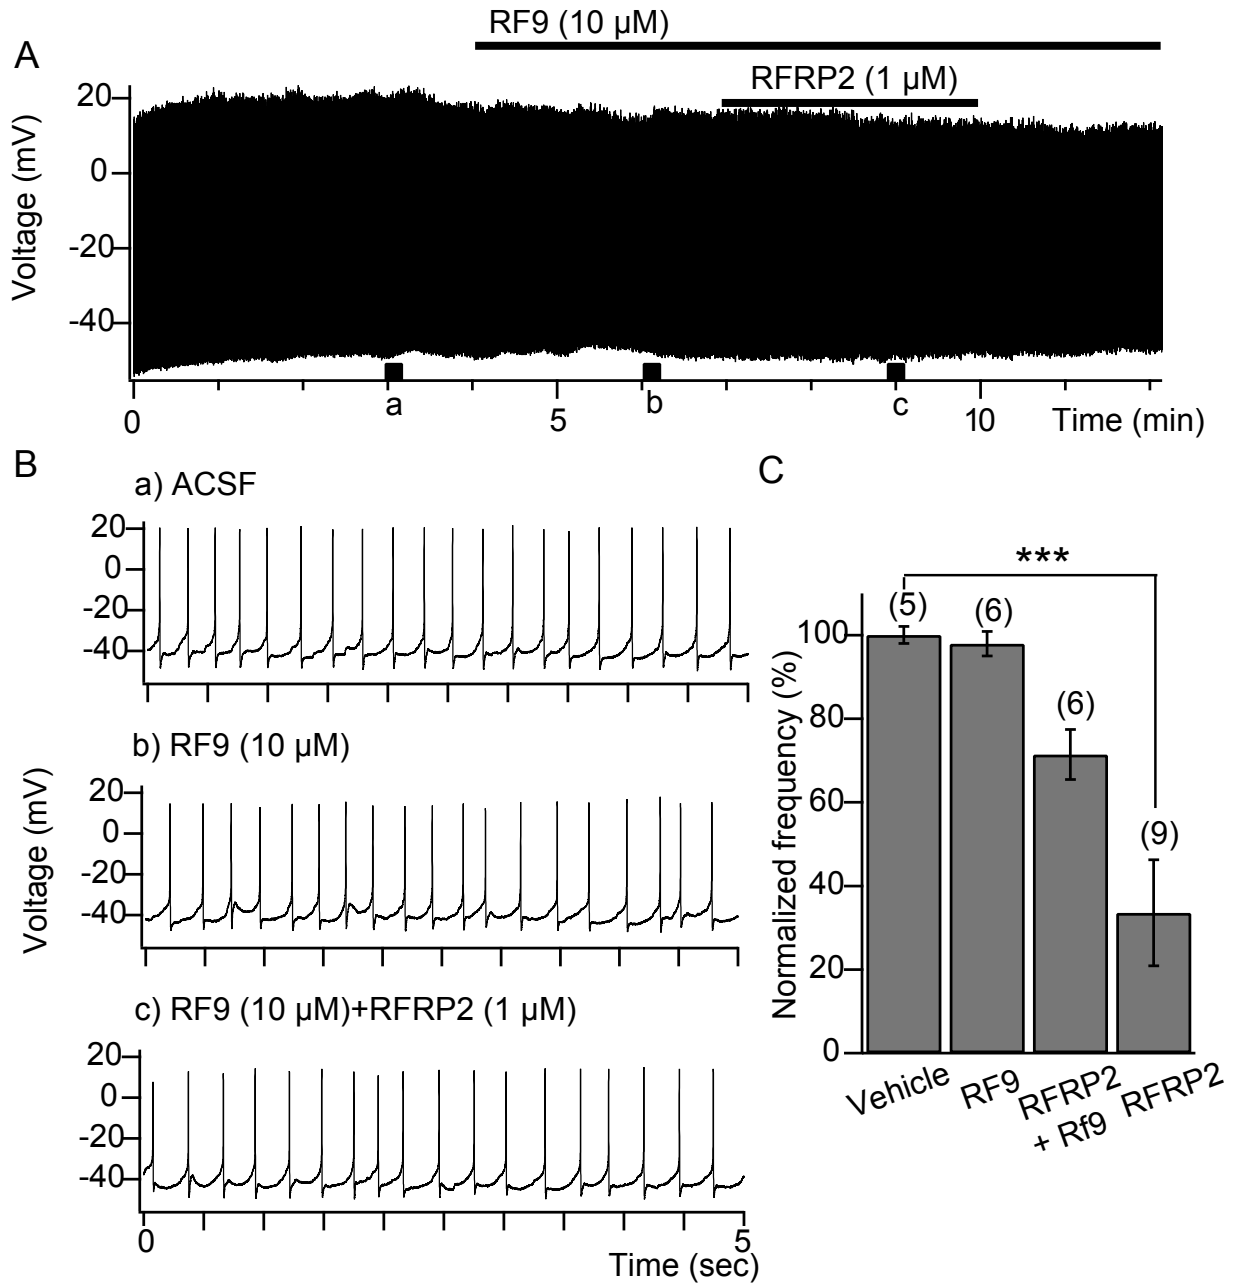 A
RF9 (10 µM)
RFRP2 (1 µM)
Voltage (mV)
20
0
-20
-40
a
b
c
0
5
10
Time (min)
B
a) ACSF
20
0
-20
-40
b) RF9 (10 µM)
Voltage (mV)
20
0
-20
-40
c) RF9 (10 µM)+RFRP2 (1 µM)
20
0
-20
-40
0
5
Time (sec)
C
***
(5)
(6)
(6)
(9)
Normalized frequency (%)
100
80
60
40
20
0
Vehicle
RF9
RFRP2
+ Rf9
RFRP2